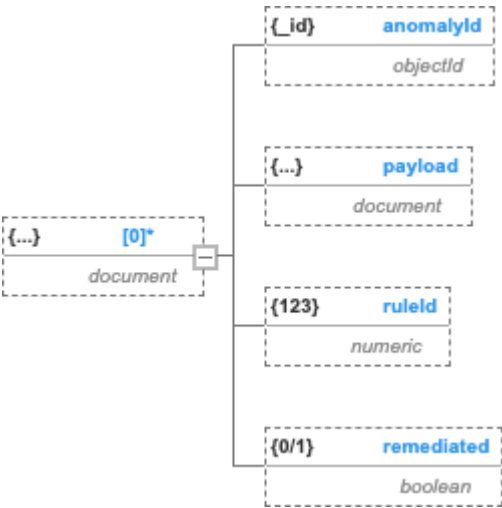 {_id} anomalyId
objectId
{...} payload
document
{...} [0]*
document
{123} ruleId
numeric
{0/1} remediated
boolean